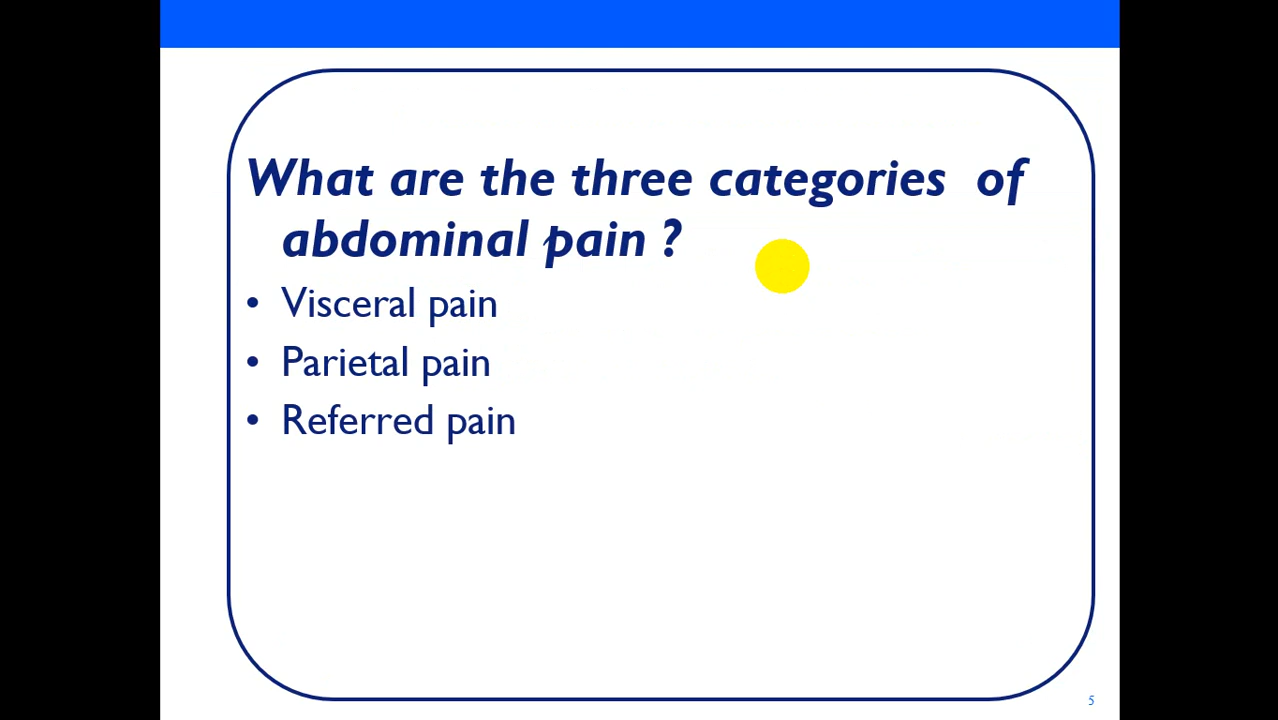 What are the three categories  of
abdominal pain ?
• Visceral pain
• Parietal pain
• Referred pain
5